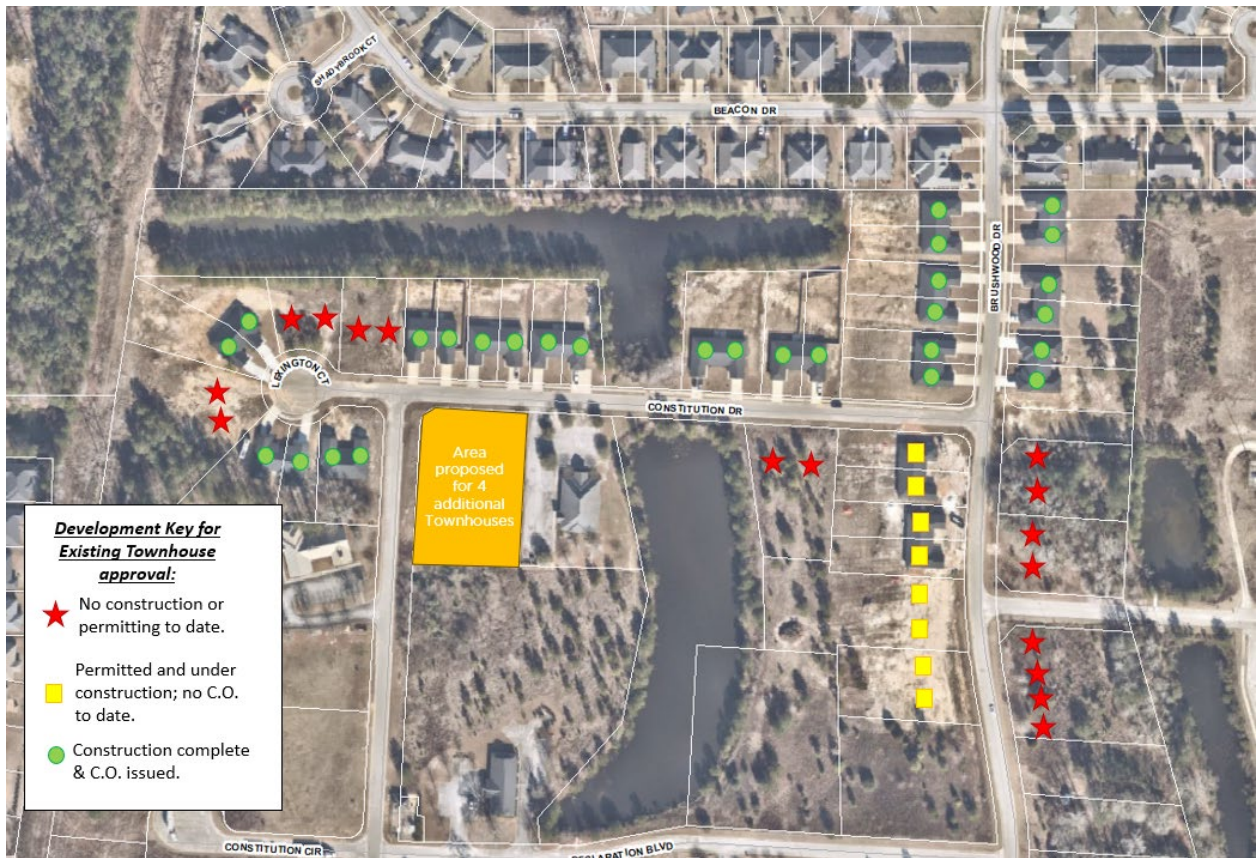 SHADYBROOK CT
BEACON DR
BRUSHWOOD DR
LEXINGTON CT
CONSTITUTION DR
Area
proposed
for 4
additional
Townhouses
Development Key for
Existing Townhouse
approval:
No construction or
permitting to date.
Permitted and under
construction; no C.O.
to date.
Construction complete
& C.O. issued.
CONSTITUTION CIR
DECLARATION BLVD